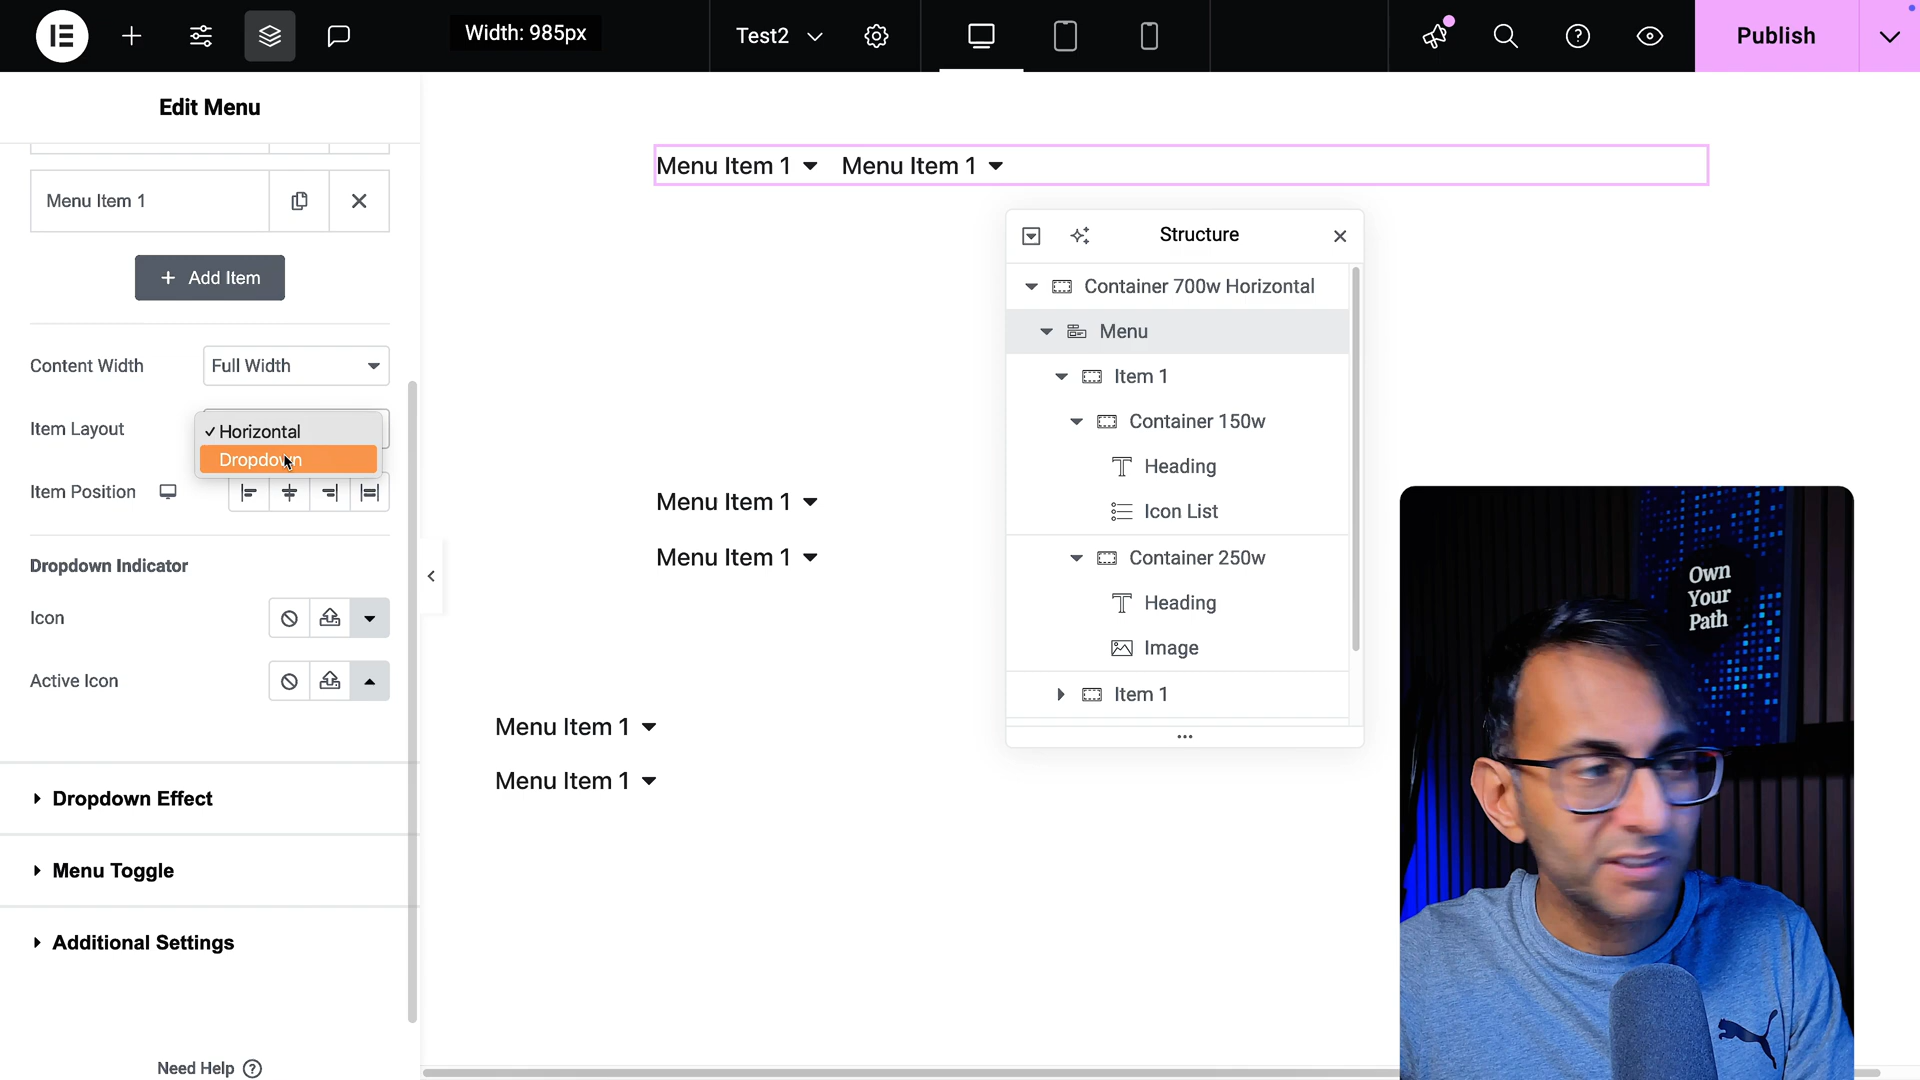 Width: 985px
Test2
Publish
Edit Menu
Menu Item 1
+ Add Item
Content Width
Full Width
Item Layout
Horizontal
Dropdown
Item Position
Dropdown Indicator
Icon
Active Icon
Dropdown Effect
Menu Toggle
Additional Settings
Need Help
Menu Item 1
Menu Item 1
Structure
Container 700w Horizontal
Menu
Item 1
Container 150w
Heading
Icon List
Container 250w
Heading
Image
Item 1
Menu Item 1
Menu Item 1
Menu Item 1
Menu Item 1
Own
Your
Path